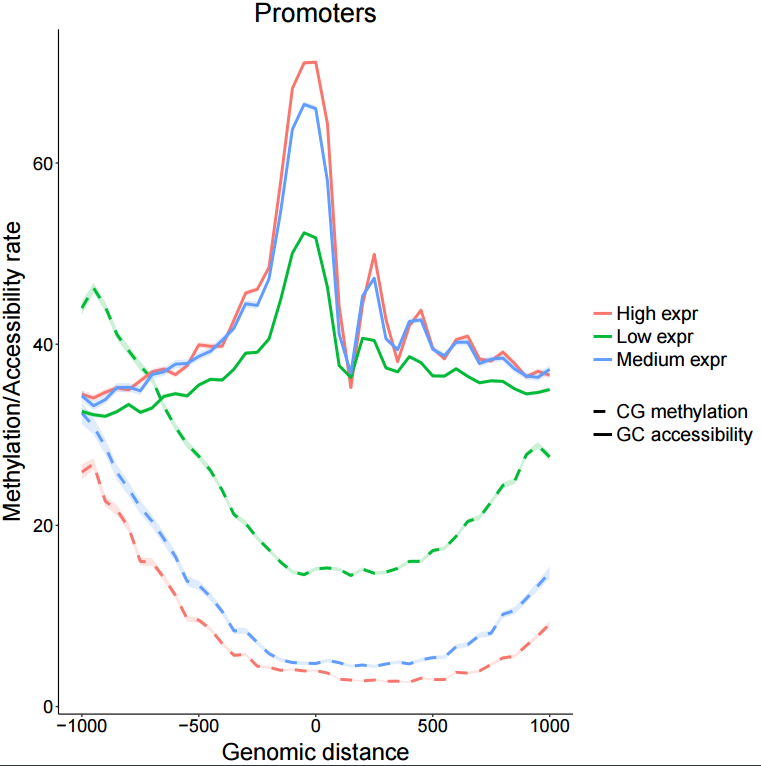 Promoters
Methylation/Accessibility rate
60
40
20
0
−1000
−500
0
500
1000
Genomic distance
High expr
Low expr
Medium expr
CG methylation
GC accessibility